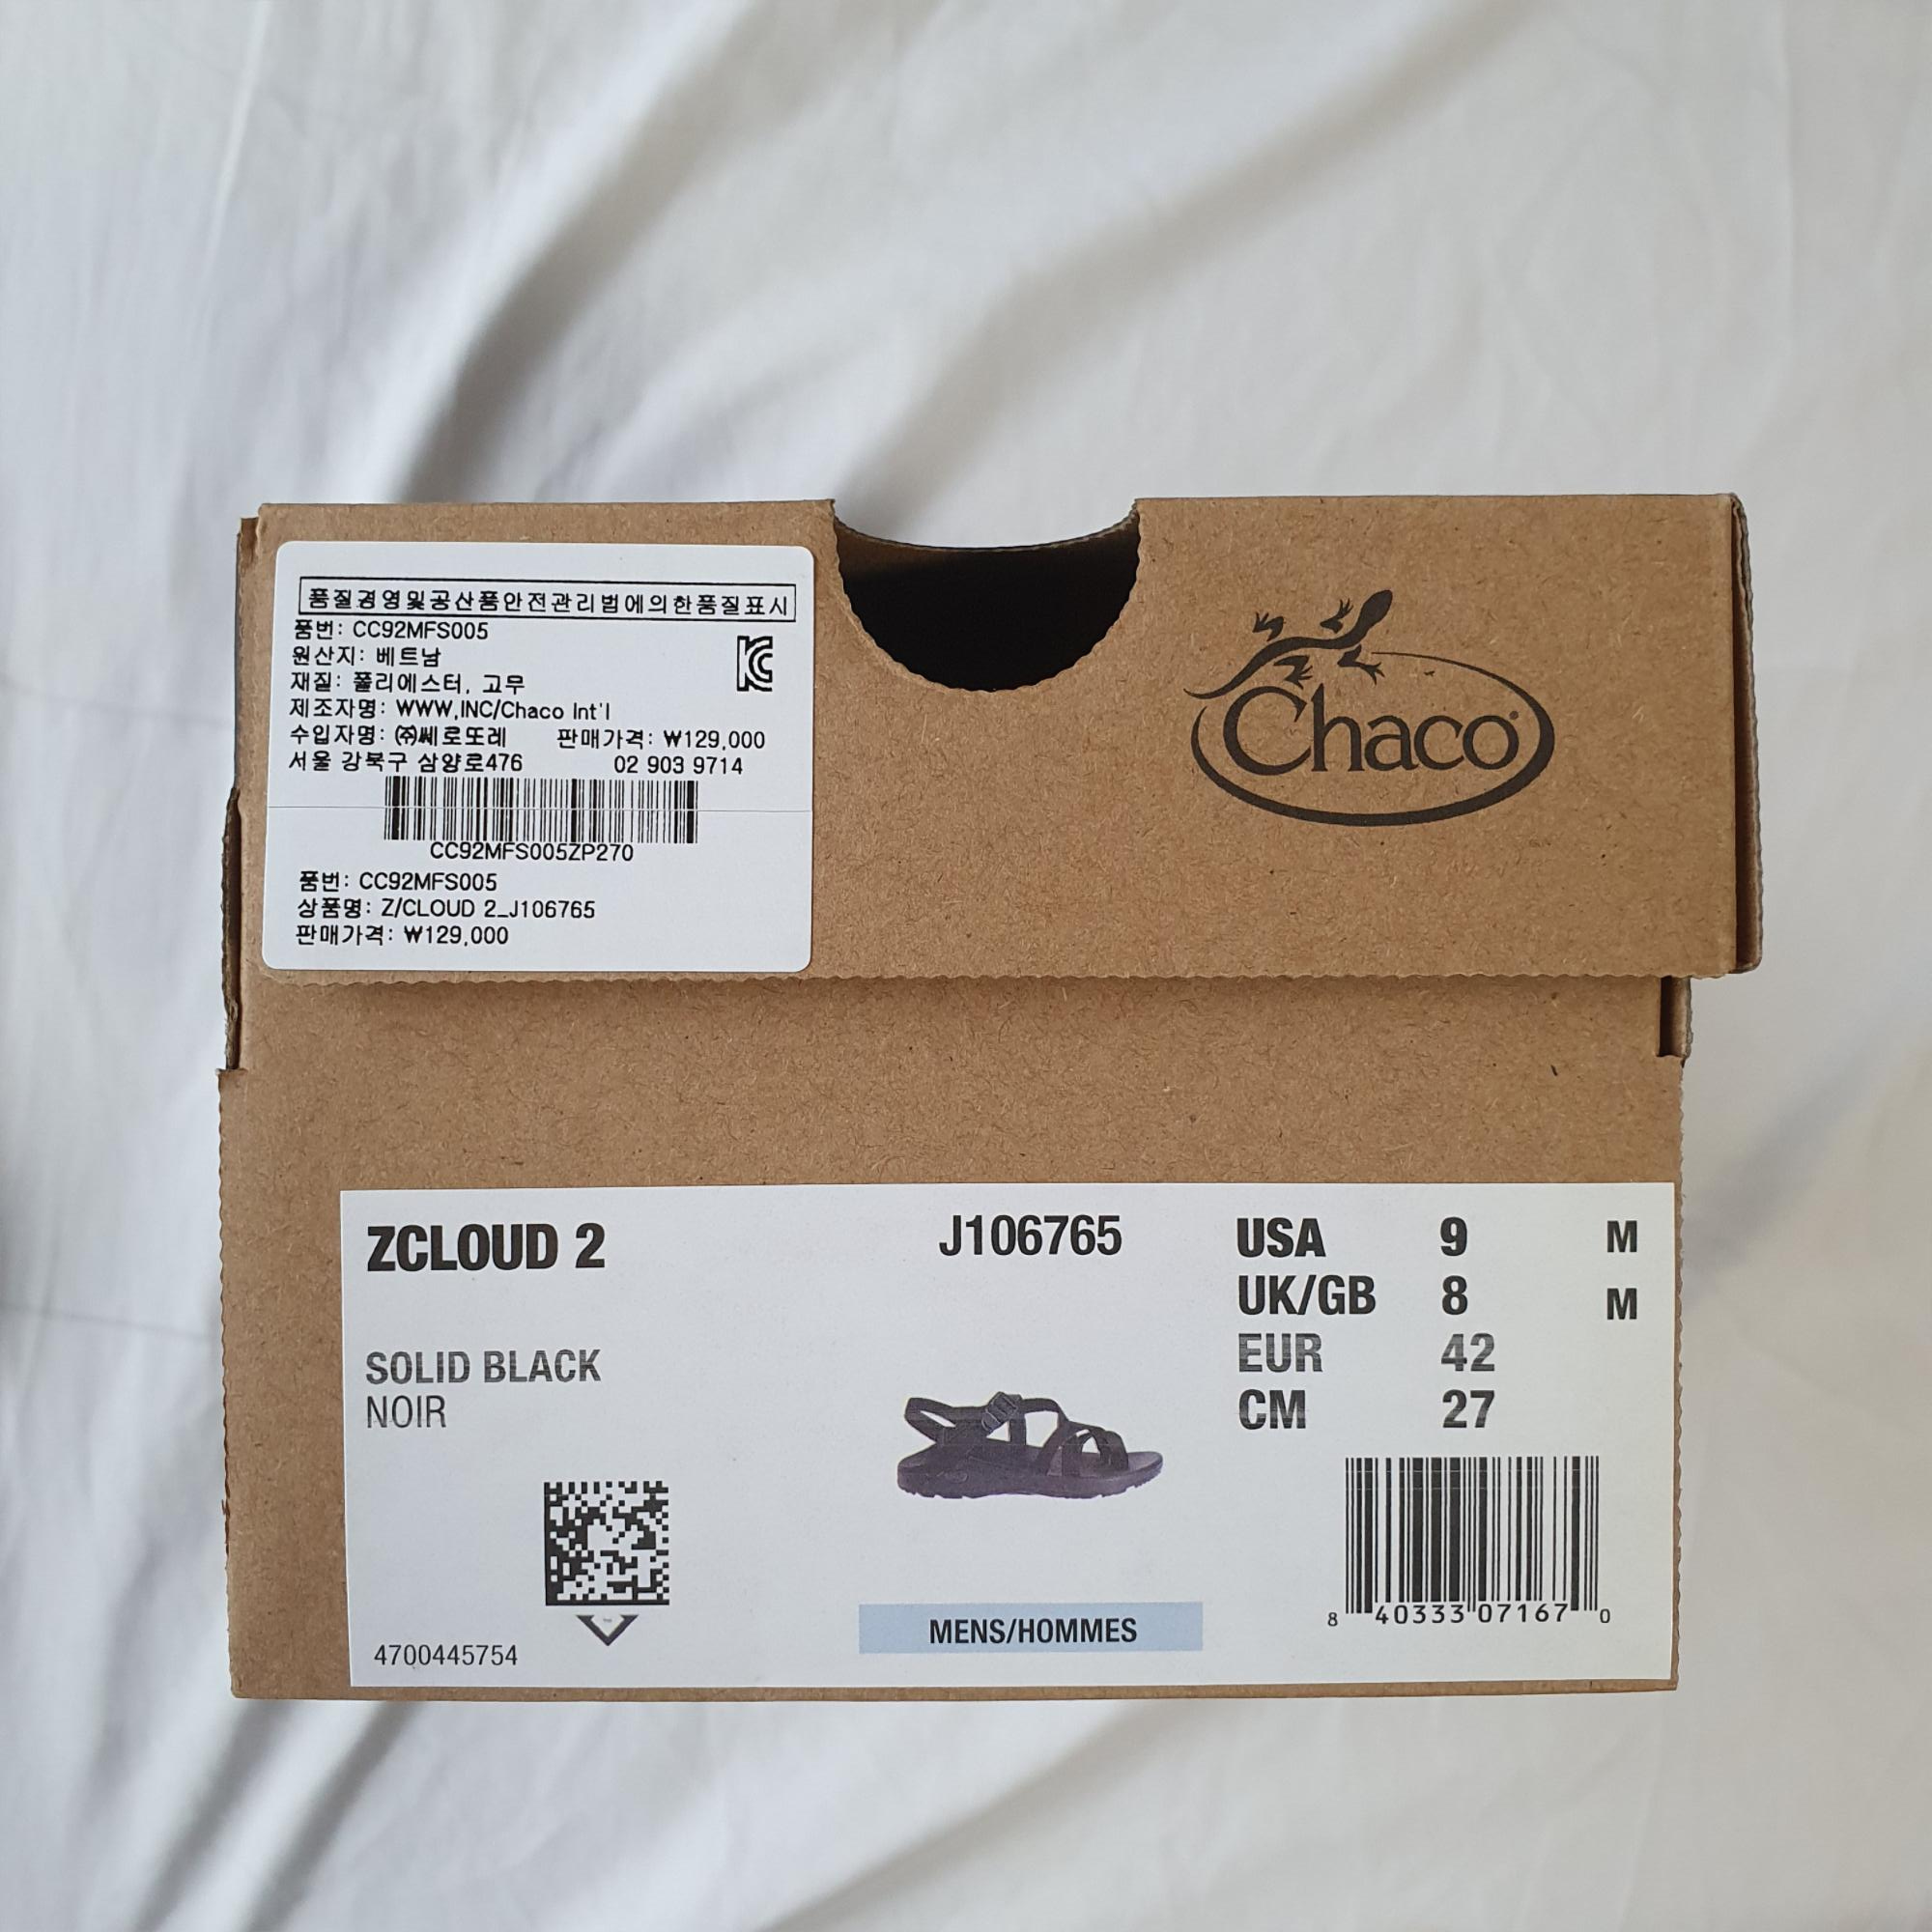 품질경영및공산품안전관리법에의한품질표시
품번: CC92MFS005
원산지: 베트남
재질: 폴리에스터, 고무
제조자명: WWW,INC/Chaco Int'l
수입자명: ㈜쎄로또레 판매가격: ₩129,000
서울 강북구 삼양로476 02 903 9714
CC92MFS005ZP270
품번: CC92MFS005
상품명: Z/CLOUD 2_J106765
판매가격: ₩129,000
Chaco
ZCLOUD 2 J106765
USA 9 M
UK/GB 8 M
EUR 42
CM 27
SOLID BLACK
NOIR
8 40333 07167 0
MENS/HOMMES
4700445754